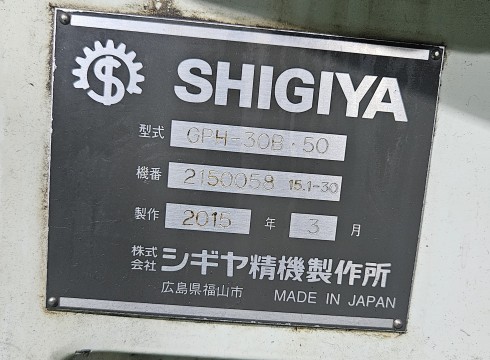 SHIGIYA
型式 GPH-30B・50
機番 2150058 15.1-30
製作 2015 年 3 月
株式会社 シギヤ精機製作所
広島県福山市 MADE IN JAPAN